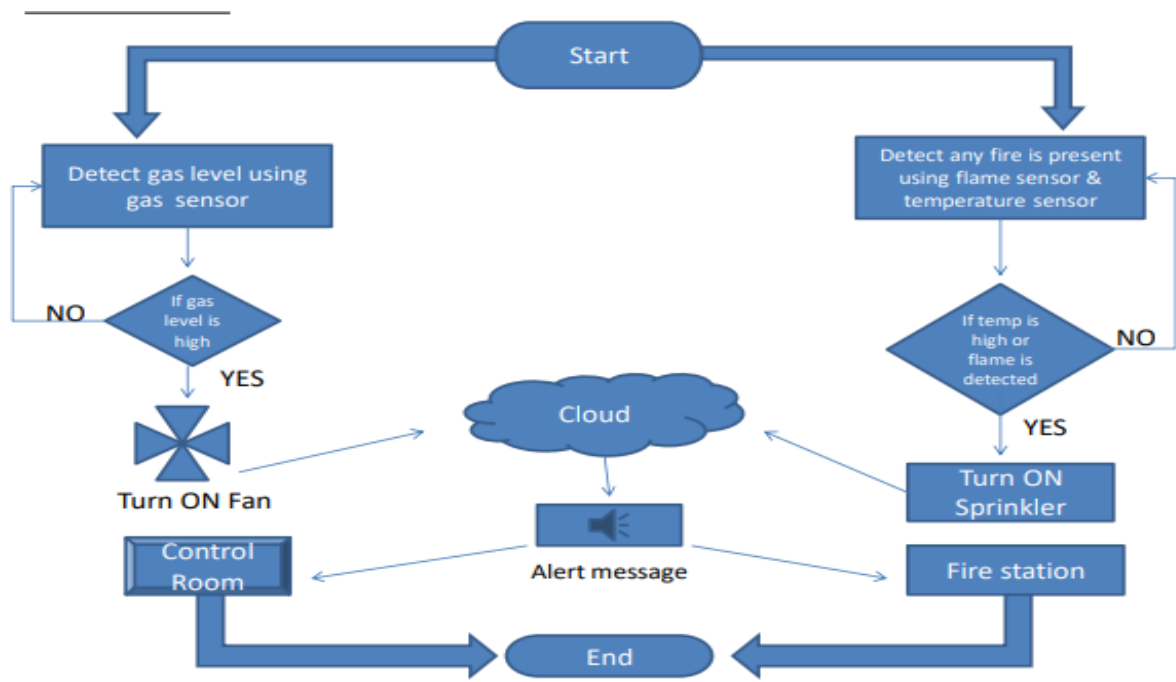 Start
Detect gas level using
gas sensor
Detect any fire is present
using flame sensor &
temperature sensor
If gas
level is
high
NO
YES
If temp is
high or
flame is
detected
NO
YES
Cloud
Turn ON Fan
Turn ON
Sprinkler
Alert message
Control
Room
Fire station
End